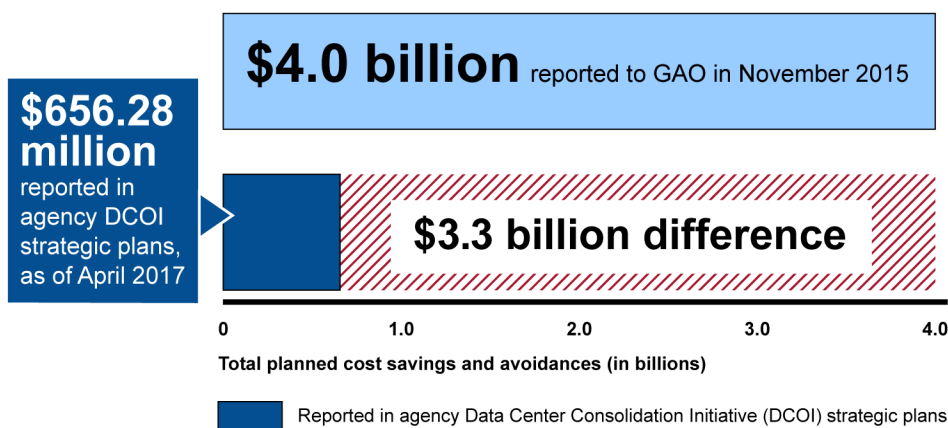 $4.0 billion reported to GAO in November 2015
$656.28
million
reported in
agency DCOI
strategic plans,
as of April 2017
$3.3 billion difference
0 1.0 2.0 3.0 4.0
Total planned cost savings and avoidances (in billions)
Reported in agency Data Center Consolidation Initiative (DCOI) strategic plans